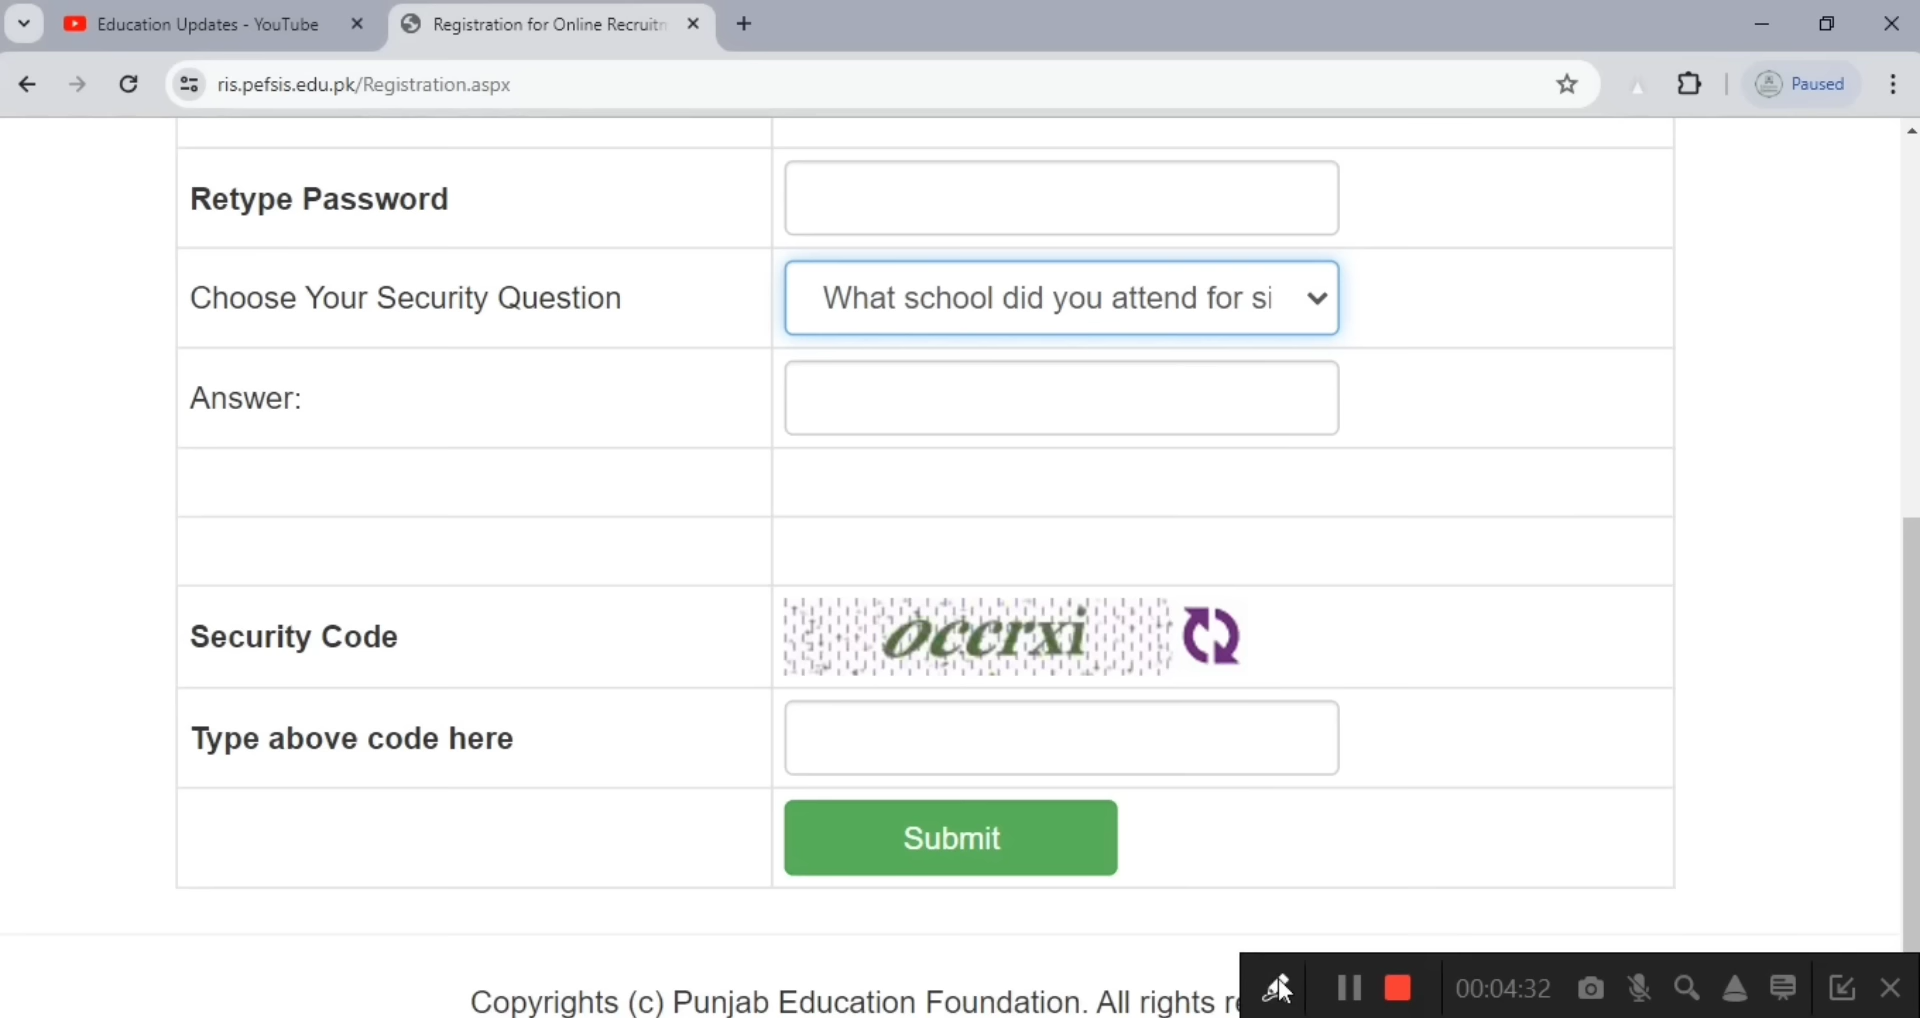 Education Updates - YouTube
Registration for Online Recruitm
ris.pefsis.edu.pk/Registration.aspx
Paused
Retype Password
Choose Your Security Question
What school did you attend for si
Answer:
Security Code
occrxi
Type above code here
Submit
Copyrights (c) Punjab Education Foundation. All rights re
00:04:32